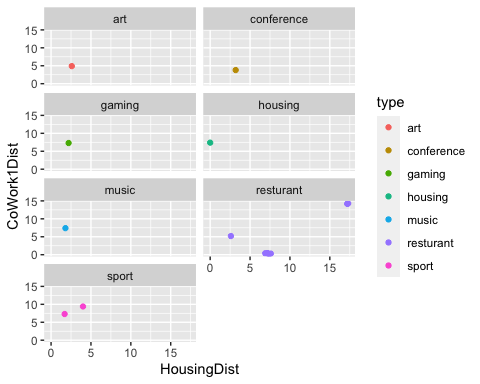 art conference
15
10
5
0
gaming housing
15
10
5
0
music resturant
15
10
5
0
0 5 10 15
sport
15
10
5
0
0 5 10 15
HousingDist
CoWork1Dist
type
art
conference
gaming
housing
music
resturant
sport